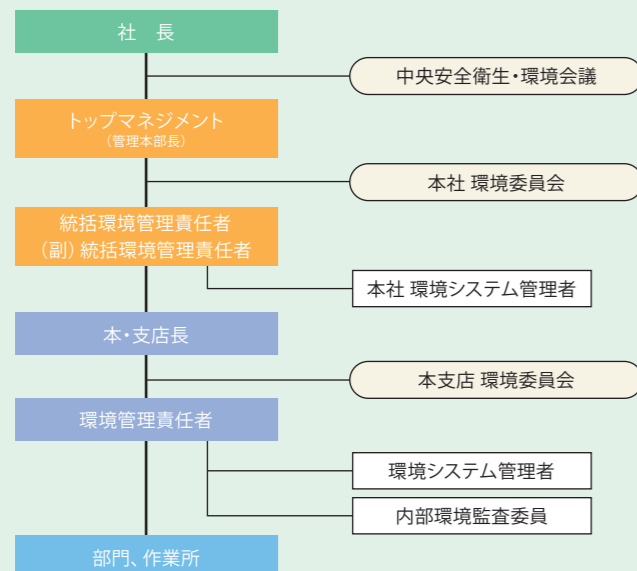 社　長
中央安全衛生・環境会議
トップマネジメント
（管理本部長）
本社 環境委員会
統括環境管理責任者
（副）統括環境管理責任者
本社 環境システム管理者
本・支店長
本支店 環境委員会
環境管理責任者
環境システム管理者
内部環境監査委員
部門、作業所